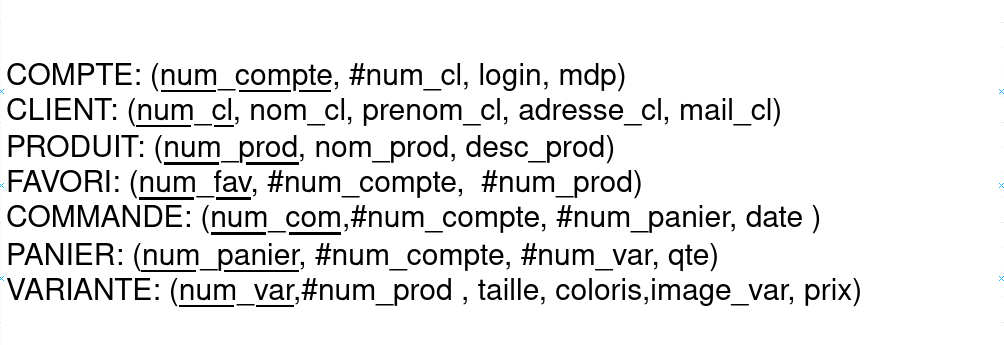 COMPTE: (num_compte, #num_cl, login, mdp)
CLIENT: (num_cl, nom_cl, prenom_cl, adresse_cl, mail_cl)
PRODUIT: (num_prod, nom_prod, desc_prod)
FAVORI: (num_fav, #num_compte,  #num_prod)
COMMANDE: (num_com,#num_compte, #num_panier, date )
PANIER: (num_panier, #num_compte, #num_var, qte)
VARIANTE: (num_var,#num_prod , taille, coloris,image_var, prix)